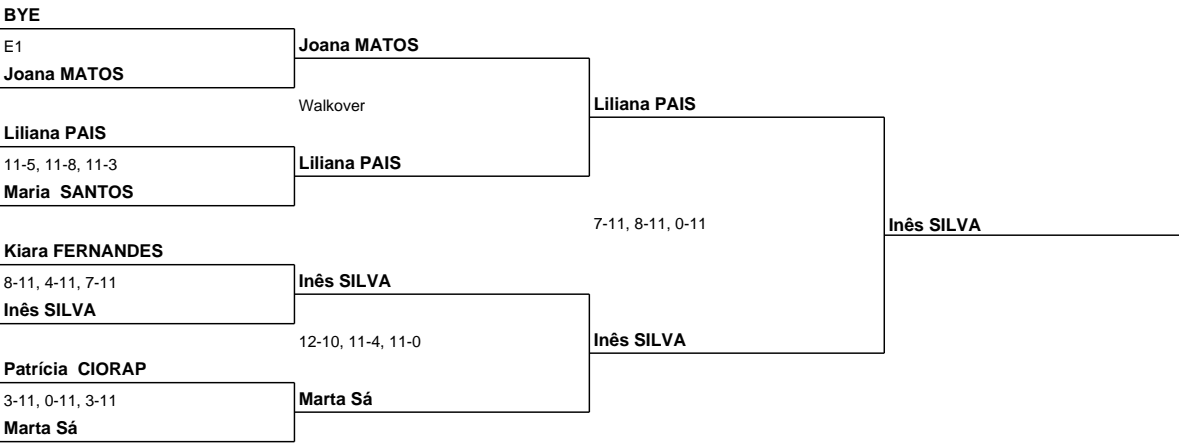 BYE
E1
Joana MATOS
Joana MATOS
Walkover
Liliana PAIS
Liliana PAIS
11-5, 11-8, 11-3
Liliana PAIS
Maria  SANTOS
7-11, 8-11, 0-11
Inês SILVA
Kiara FERNANDES
8-11, 4-11, 7-11
Inês SILVA
Inês SILVA
12-10, 11-4, 11-0
Inês SILVA
Patrícia  CIORAP
3-11, 0-11, 3-11
Marta Sá
Marta Sá